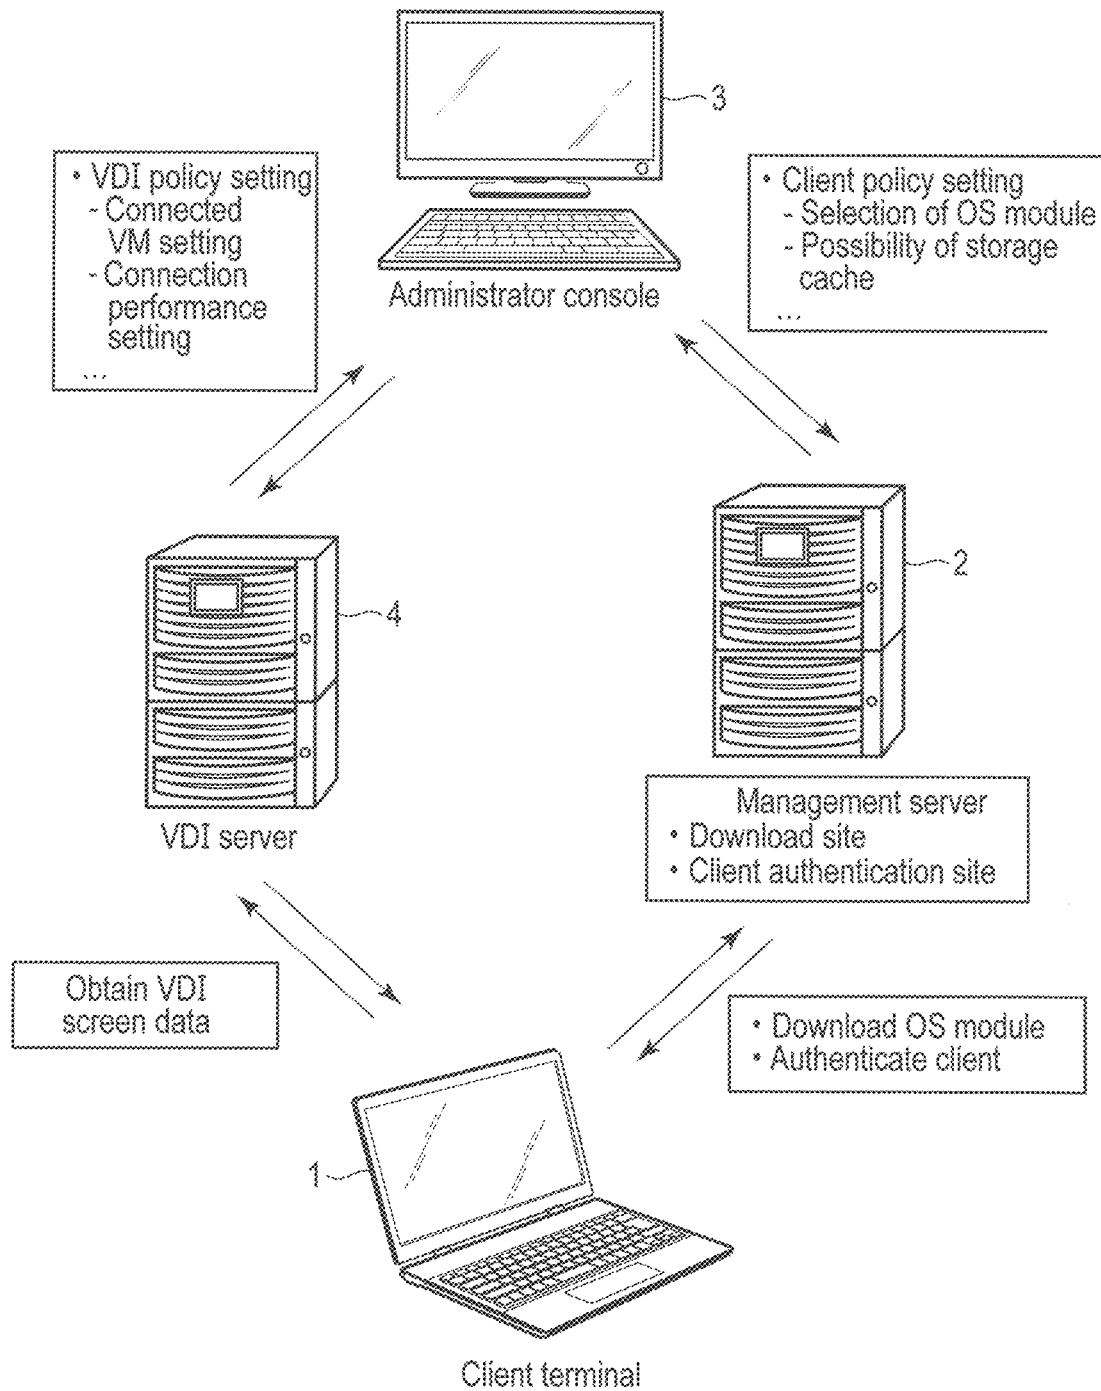 3
• VDI policy setting
- Connected
VM setting
- Connection
performance
setting
...
• Client policy setting
- Selection of OS module
- Possibility of storage
cache
...
Administrator console
4
2
VDI server
Management server
• Download site
• Client authentication site
Obtain VDI
screen data
• Download OS module
• Authenticate client
1
Client terminal